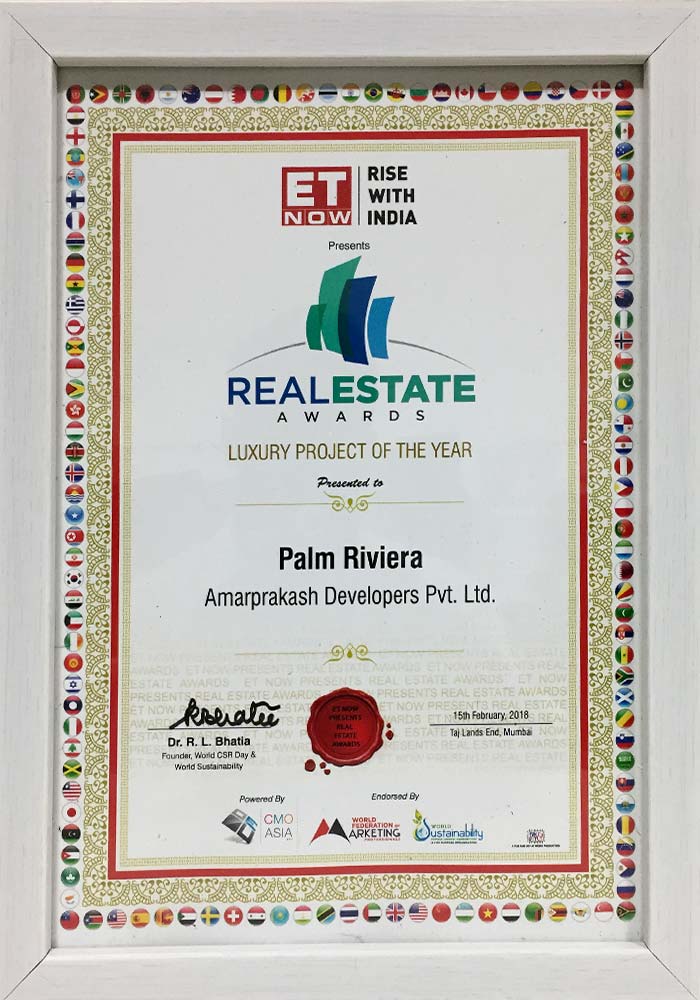 ET
NOW
RISE
WITH
INDIA
Presents
REALESTATE
AWARDS
LUXURY PROJECT OF THE YEAR
Presented to
Palm Riviera
Amarprakash Developers Pvt. Ltd.
Dr. R. L. Bhatia
Founder, World CSR Day &
World Sustainability
ET NOW
PRESENTS
REAL
ESTATE
AWARDS
15th February, 2018
Taj Lands End, Mumbai
Powered By
CMO
ASIA
Endorsed By
WORLD
FEDERATION OF
MARKETING
PROFESSIONALS
WORLD
Sustainability